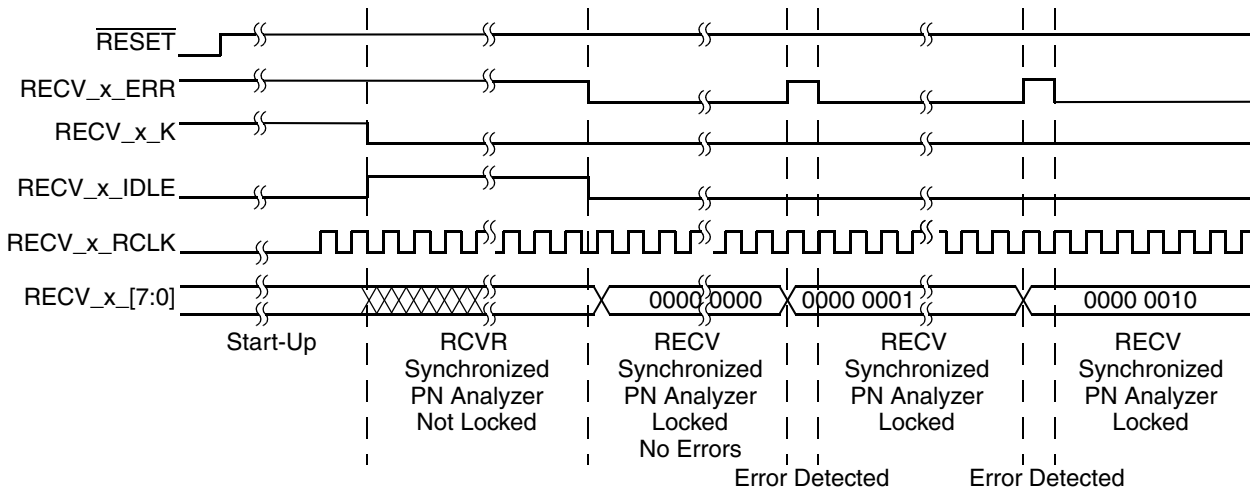 RESET
RECV_x_ERR
RECV_x_K
RECV_x_IDLE
RECV_x_RCLK
RECV_x_[7:0]
0000 0000
0000 0001
0000 0010
Start-Up
RCVR
Synchronized
PN Analyzer
Not Locked
RECV
Synchronized
PN Analyzer
Locked
No Errors
RECV
Synchronized
PN Analyzer
Locked
RECV
Synchronized
PN Analyzer
Locked
Error Detected
Error Detected